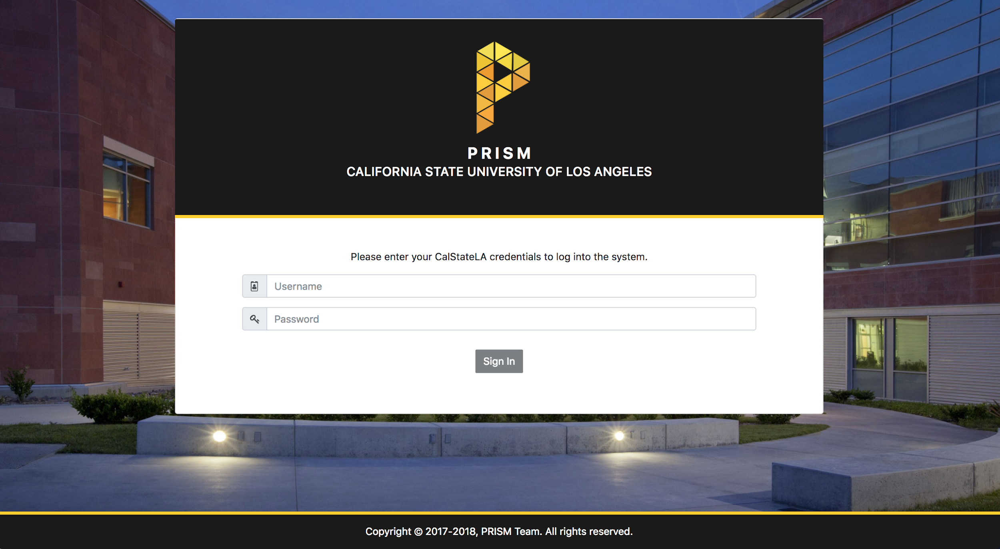 PRISM
CALIFORNIA STATE UNIVERSITY OF LOS ANGELES
Please enter your CalStateLA credentials to log into the system.
Username
Password
Sign In
Copyright © 2017-2018, PRISM Team. All rights reserved.